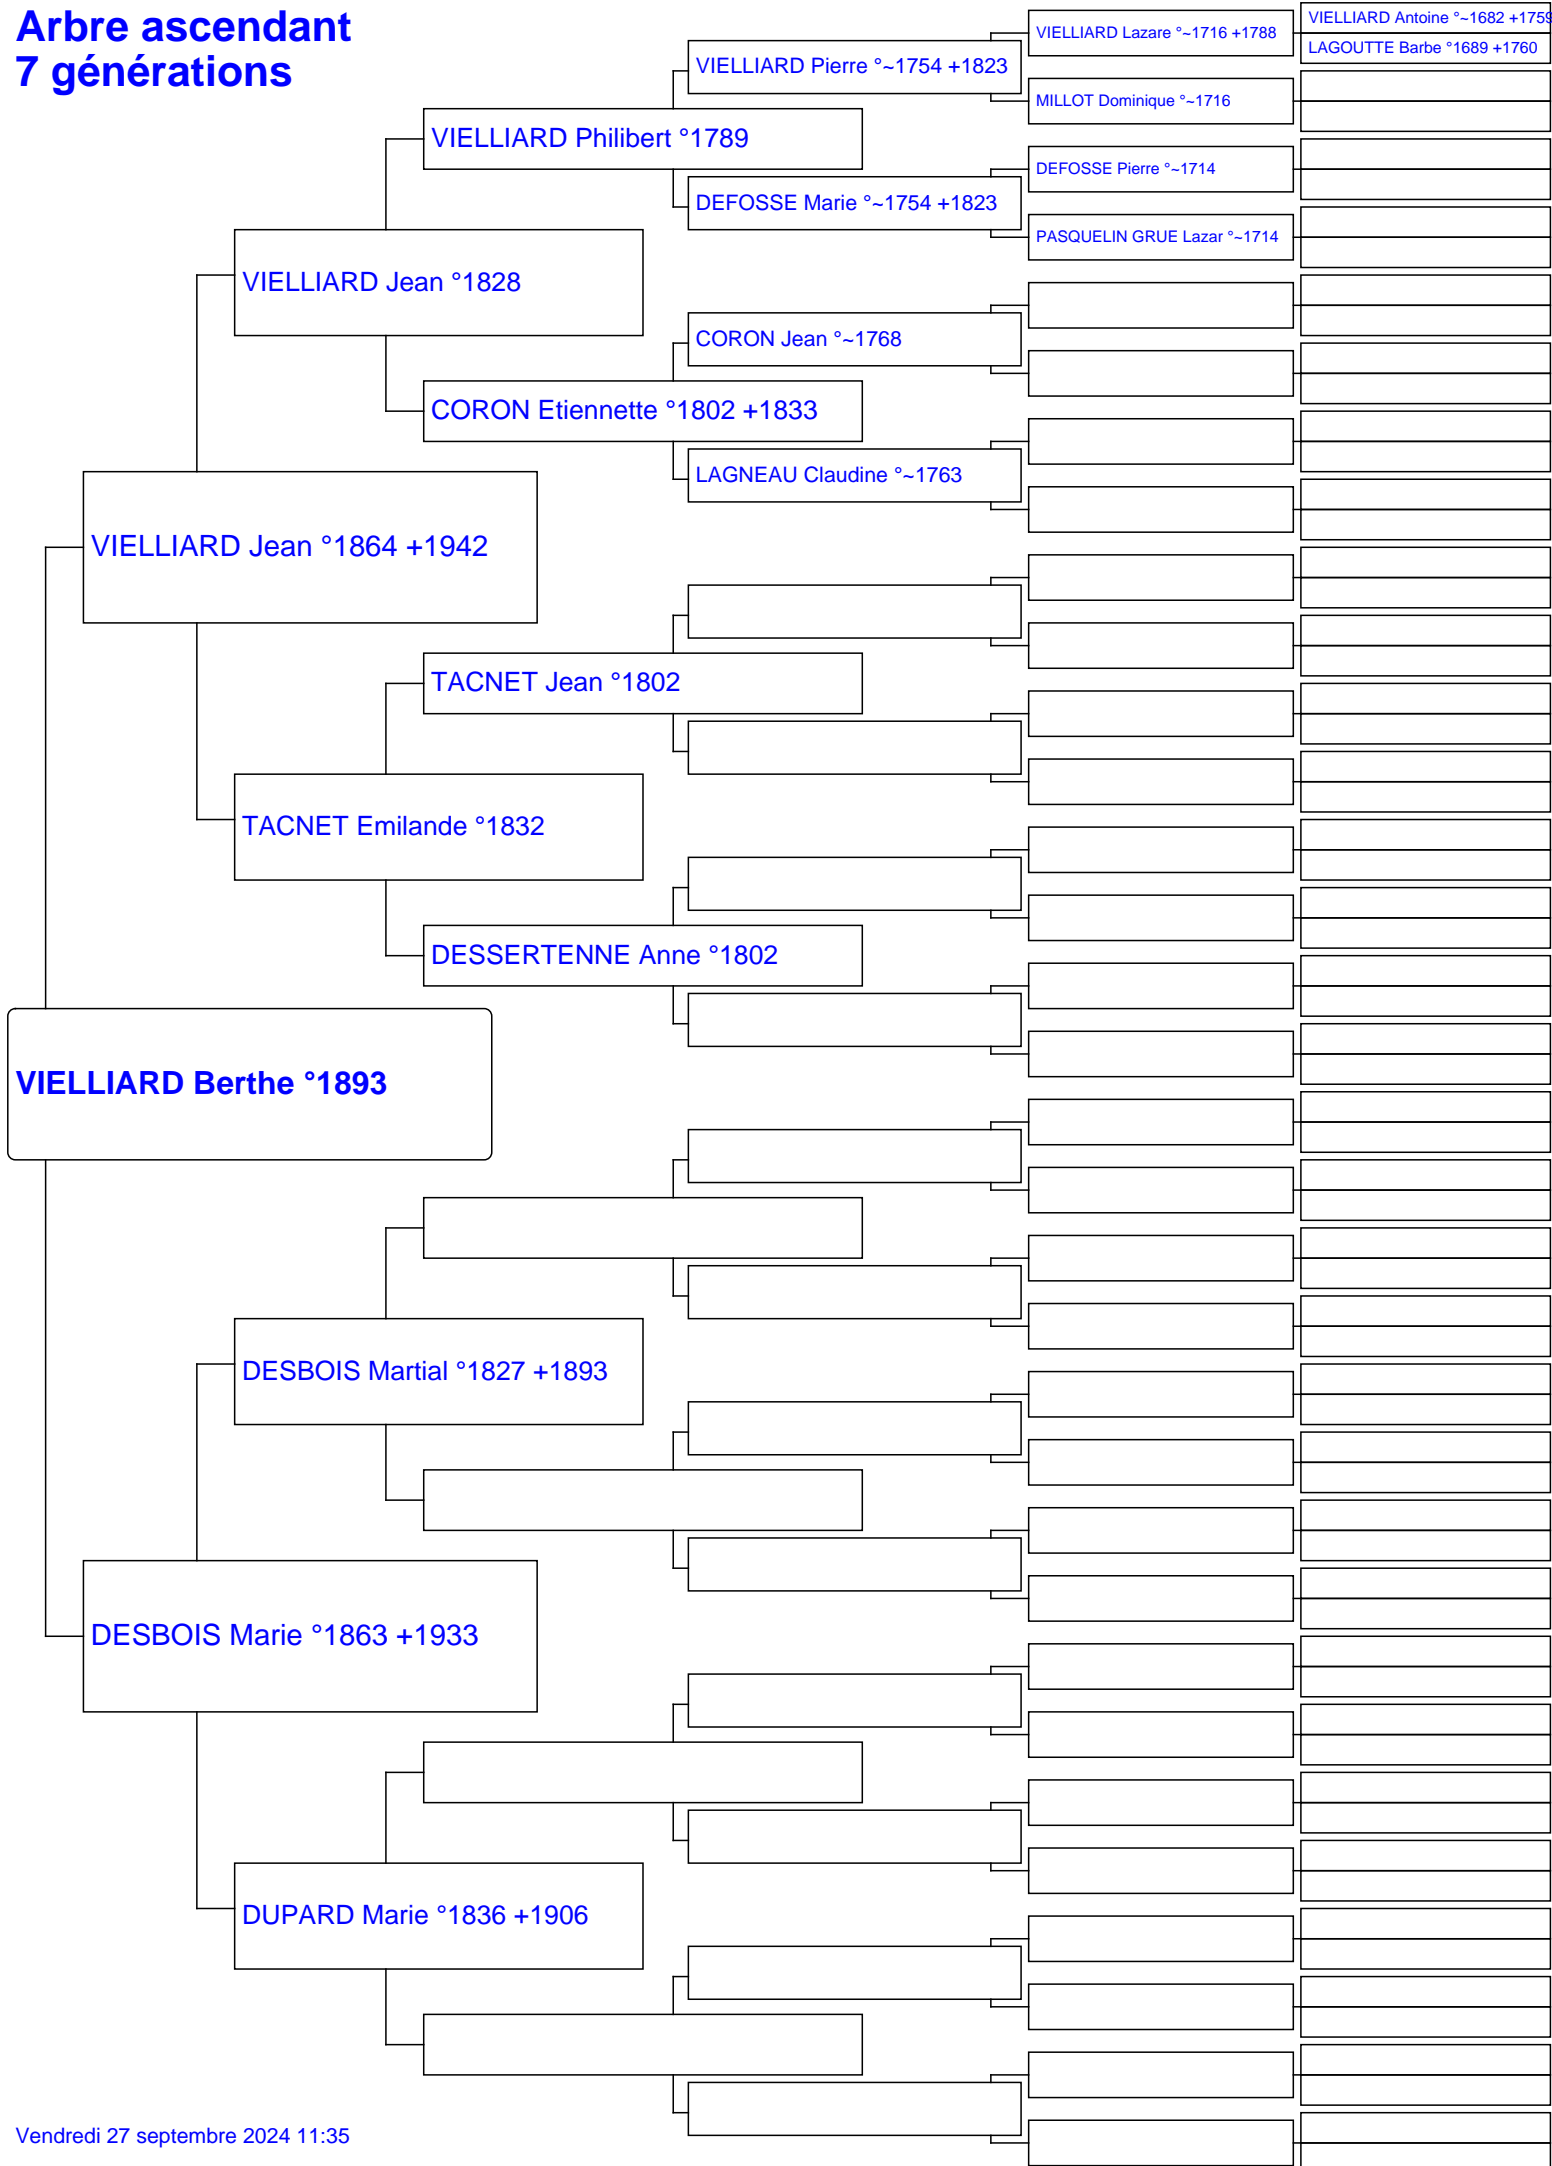 Arbre ascendant
7 générations
VIELLIARD Antoine °~1682 +1759
VIELLIARD Lazare °~1716 +1788
LAGOUTTE Barbe °1689 +1760
VIELLIARD Pierre °~1754 +1823
MILLOT Dominique °~1716
VIELLIARD Philibert °1789
DEFOSSE Pierre °~1714
DEFOSSE Marie °~1754 +1823
PASQUELIN GRUE Lazar °~1714
VIELLIARD Jean °1828
CORON Jean °~1768
CORON Etiennette °1802 +1833
LAGNEAU Claudine °~1763
VIELLIARD Jean °1864 +1942
TACNET Jean °1802
TACNET Emilande °1832
DESSERTENNE Anne °1802
VIELLIARD Berthe °1893
DESBOIS Martial °1827 +1893
DESBOIS Marie °1863 +1933
DUPARD Marie °1836 +1906
Vendredi 27 septembre 2024 11:35